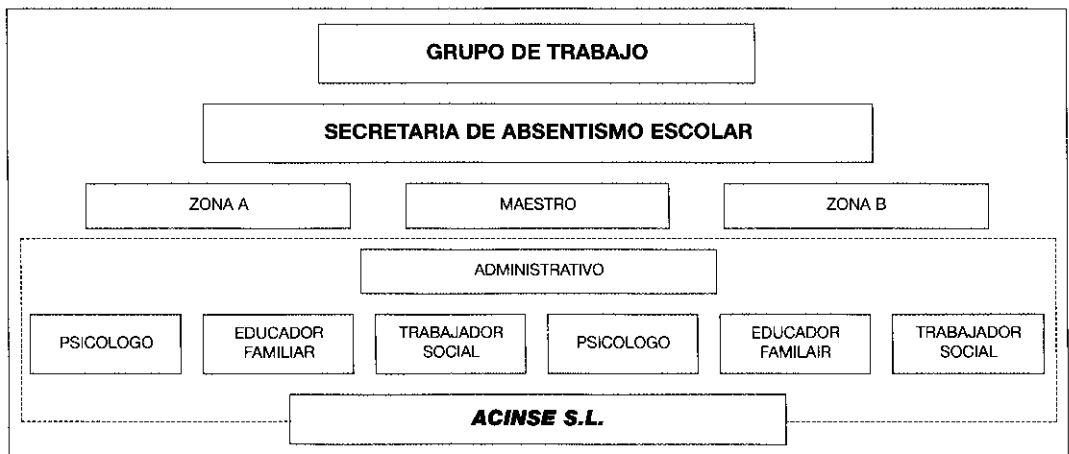 GRUPO DE TRABAJO
SECRETARIA DE ABSENTISMO ESCOLAR
ZONA A
MAESTRO
ZONA B
ADMINISTRATIVO
PSICOLOGO
EDUCADOR
FAMILIAR
TRABAJADOR
SOCIAL
PSICOLOGO
EDUCADOR
FAMILAIR
TRABAJADOR
SOCIAL
ACINSE S.L.